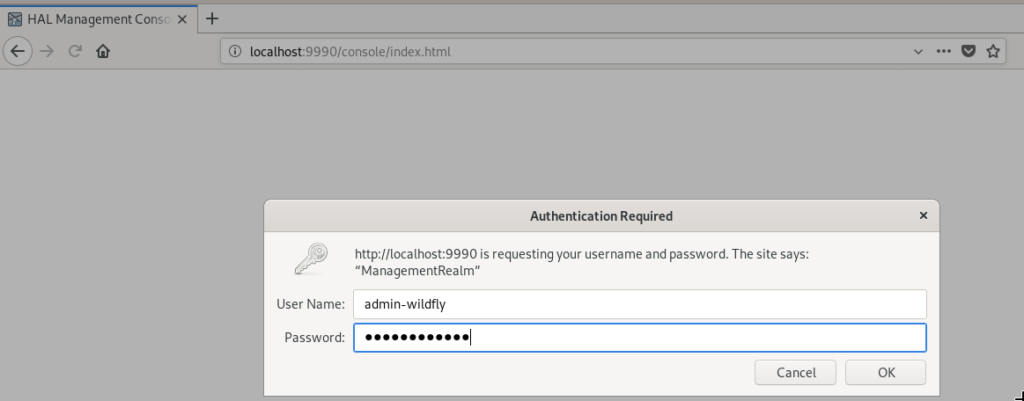 HAL Management Conso
localhost:9990/console/index.html
Authentication Required
http://localhost:9990 is requesting your username and password. The site says:
“ManagementRealm”
User Name: admin-wildfly
Password: ●●●●●●●●●●●●
Cancel OK